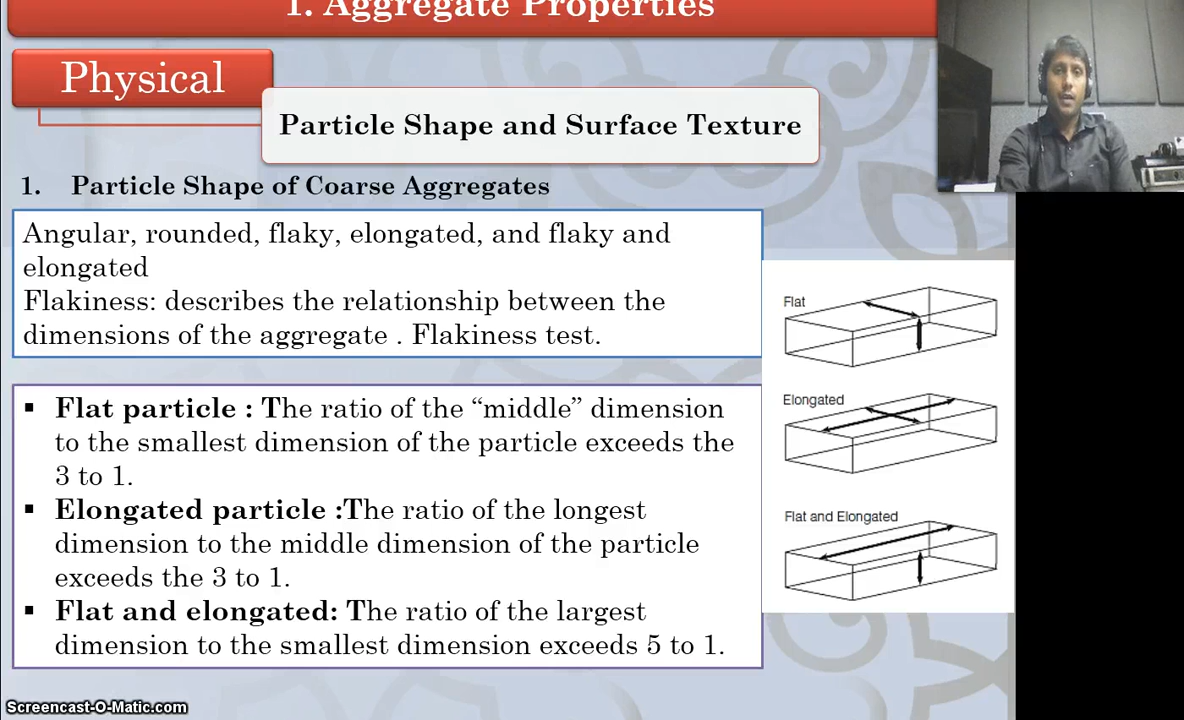 1. Aggregate Properties
Physical
Particle Shape and Surface Texture
1. Particle Shape of Coarse Aggregates
Angular, rounded, flaky, elongated, and flaky and
elongated
Flakiness: describes the relationship between the
dimensions of the aggregate . Flakiness test.
▪ Flat particle : The ratio of the “middle” dimension
to the smallest dimension of the particle exceeds the
3 to 1.
▪ Elongated particle :The ratio of the longest
dimension to the middle dimension of the particle
exceeds the 3 to 1.
▪ Flat and elongated: The ratio of the largest
dimension to the smallest dimension exceeds 5 to 1.
Flat
Elongated
Flat and Elongated
Screencast-O-Matic.com